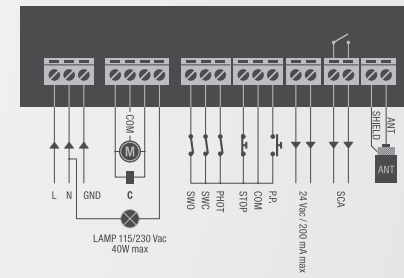 COM
SHIELD
ANT
M
ANT
L
N
GND
C
SWO
SWC
PHOT
STOP
COM
P.P.
24 Vac / 200 mA max
SCA
LAMP 115/230 Vac
40W max